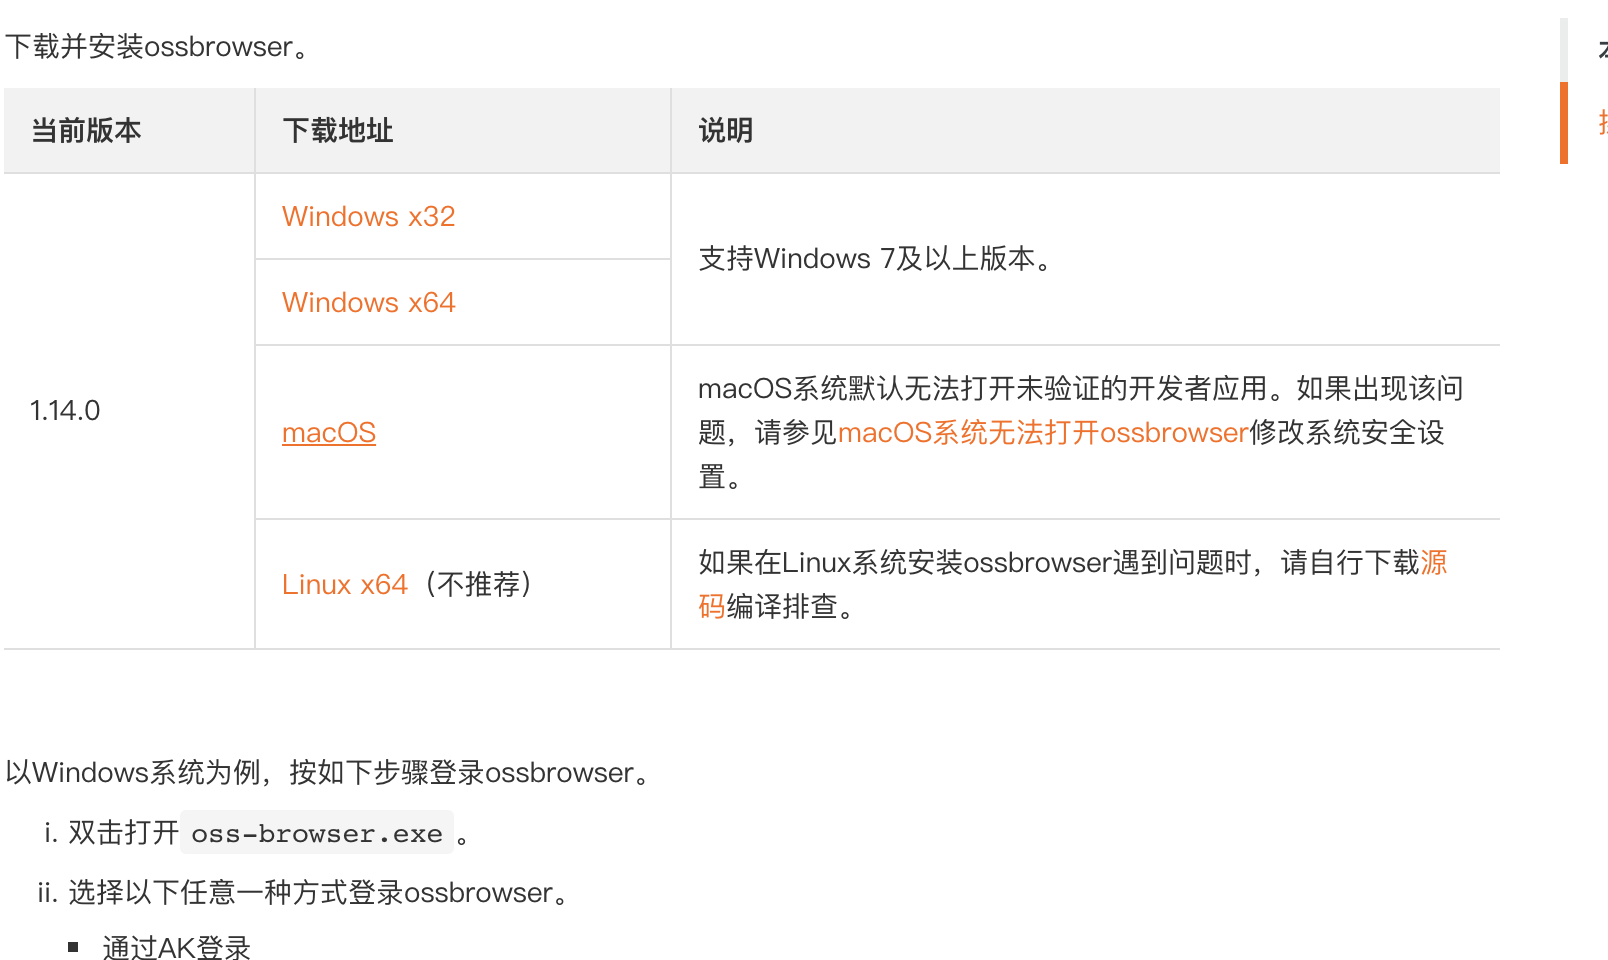 下载并安装ossbrowser。
当前版本 下载地址 说明
Windows x32
支持Windows 7及以上版本。
Windows x64
1.14.0
macOS系统默认无法打开未验证的开发者应用。如果出现该问
macOS
题，请参见macOS系统无法打开ossbrowser修改系统安全设
置。
Linux x64（不推荐）
如果在Linux系统安装ossbrowser遇到问题时，请自行下载源
码编译排查。
以Windows系统为例，按如下步骤登录ossbrowser。
i. 双击打开 oss-browser.exe 。
ii. 选择以下任意一种方式登录ossbrowser。
■ 通过AK登录